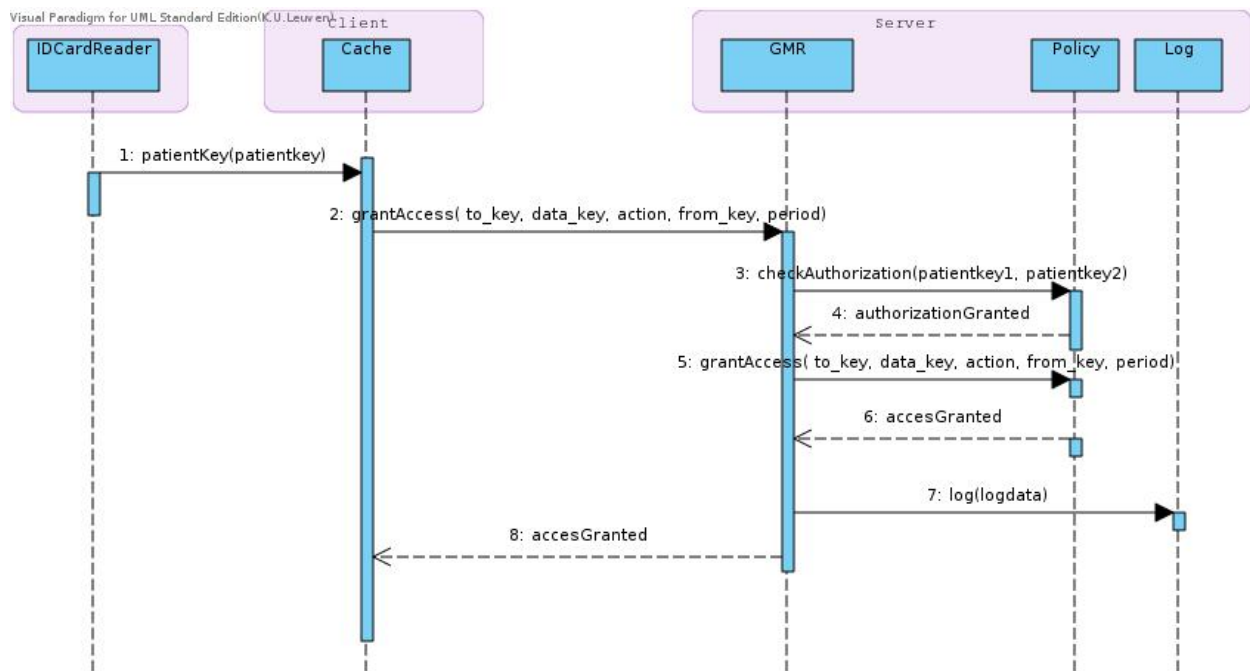 Visual Paradigm for UML Standard Edition(K.U.Leuven)
Client
Server
IDCardReader
Cache
GMR
Policy
Log
1: patientKey(patientkey)
2: grantAccess( to_key, data_key, action, from_key, period)
3: checkAuthorization(patientkey1, patientkey2)
4: authorizationGranted
5: grantAccess( to_key, data_key, action, from_key, period)
6: accesGranted
7: log(logdata)
8: accesGranted